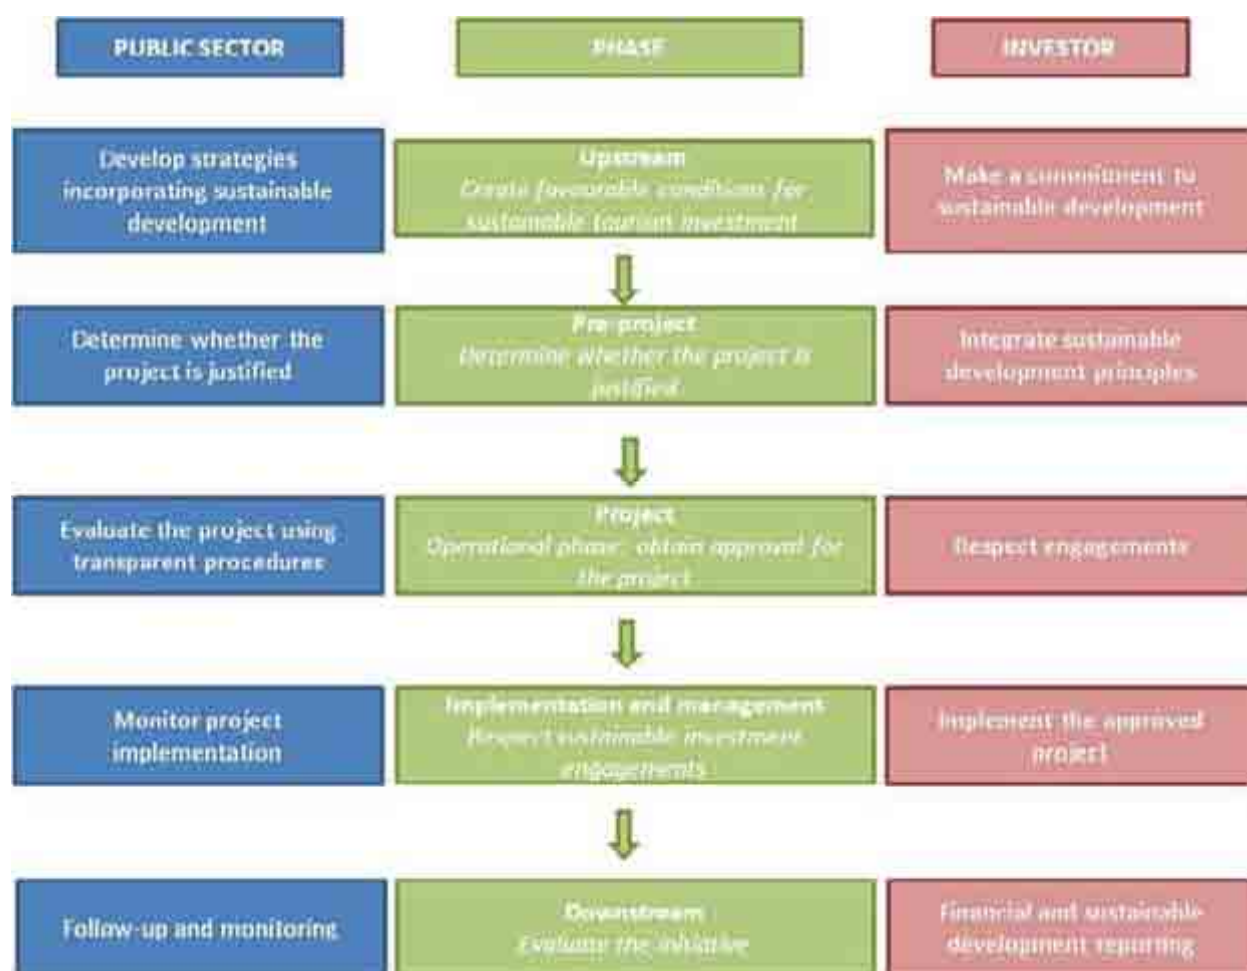 PUBLIC SECTOR
PHASE
INVESTOR
Develop strategies
incorporating sustainable
development
Upstream
Create favourable conditions for
sustainable tourism investment
Make a commitment to
sustainable development
Determine whether the
project is justified
Pre-project
Determine whether the project is
justified
Integrate sustainable
development principles
Evaluate the project using
transparent procedures
Project
Operational phase: obtain approval for
the project
Respect engagements
Monitor project
implementation
Implementation and management
Respect sustainable investment
engagements
Implement the approved
project
Follow-up and monitoring
Downstream
Evaluate the initiative
Financial and sustainable
development reporting